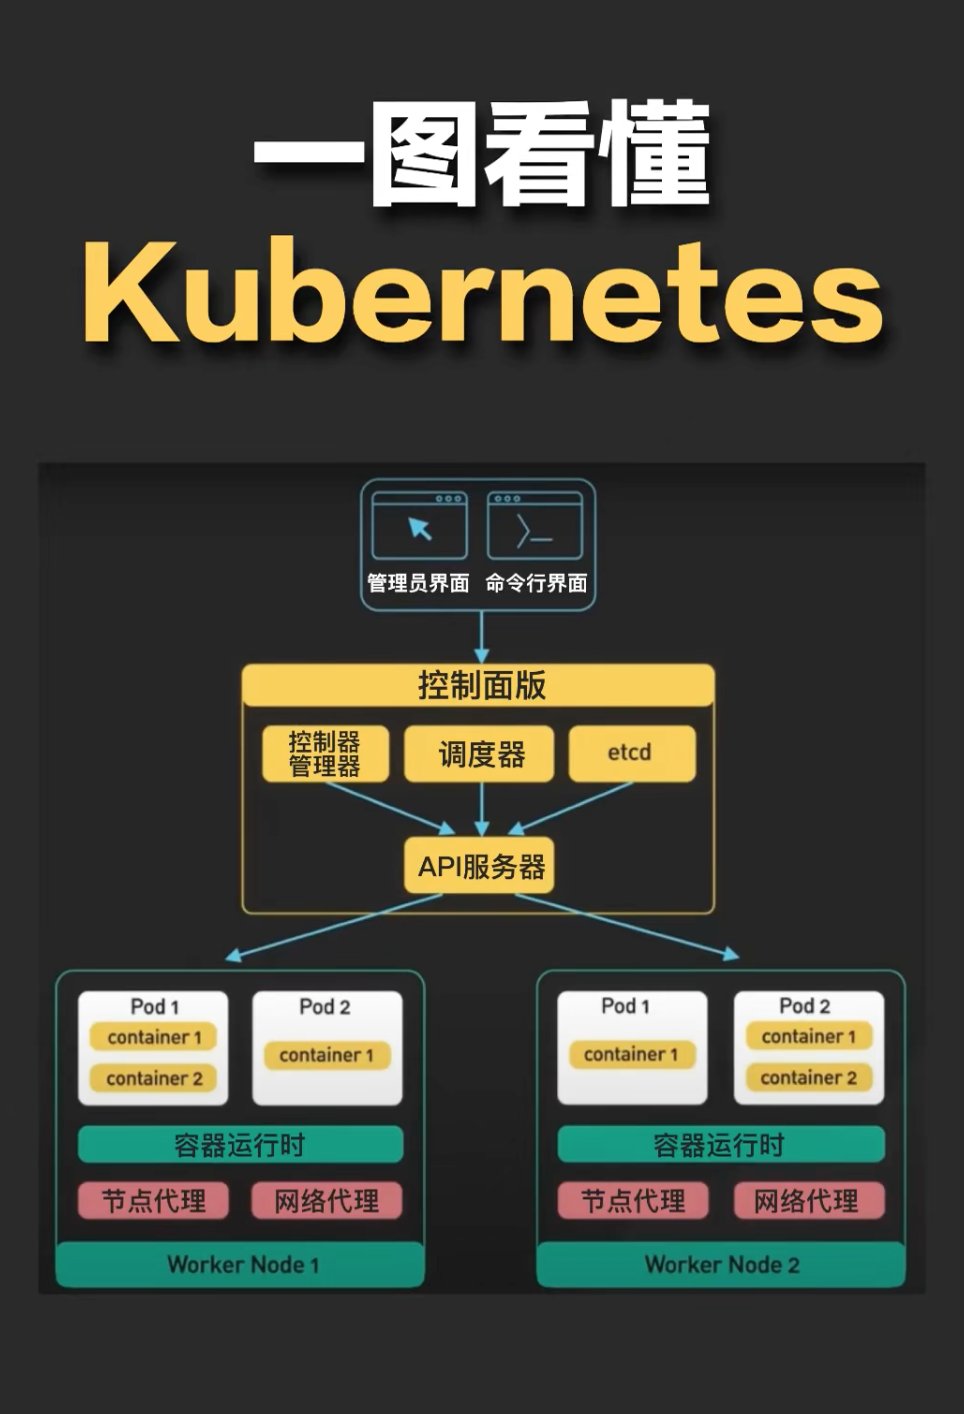 一图看懂
Kubernetes
管理员界面 命令行界面
控制面版
控制器
管理器
调度器
etcd
API服务器
Pod 1
container 1
container 2
Pod 2
container 1
容器运行时
节点代理 网络代理
Worker Node 1
Pod 1
container 1
Pod 2
container 1
container 2
容器运行时
节点代理 网络代理
Worker Node 2